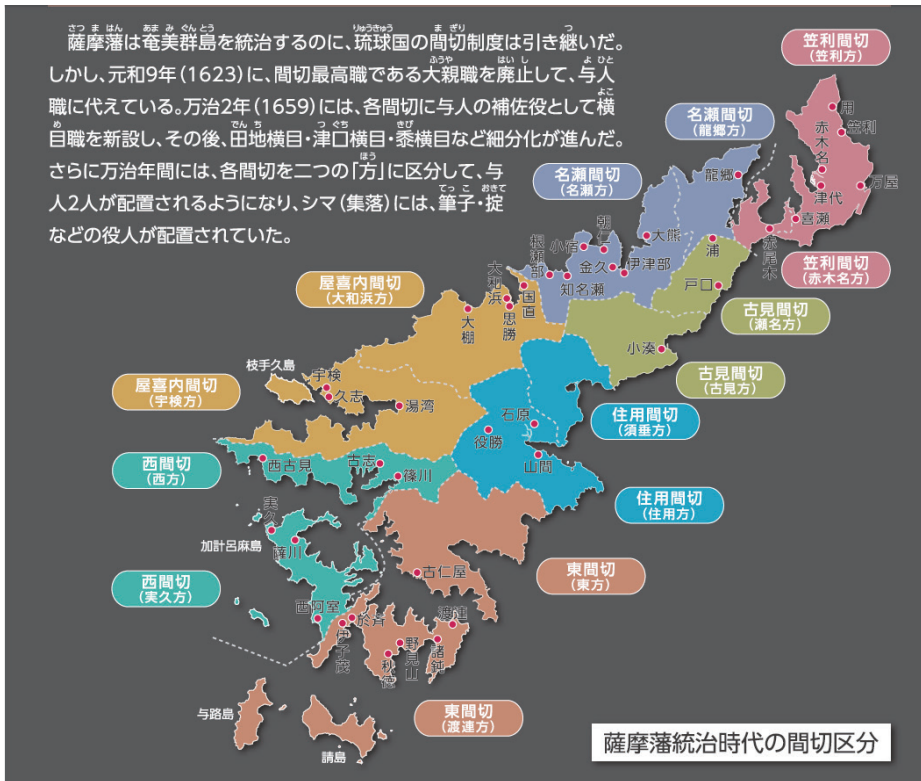 薩摩藩は奄美群島を統治するのに、琉球国の間切制度は引き継いだ。
しかし、元和9年(1623)に、間切最高職である大親職を廃止して、与人
職に代えている。万治2年(1659)には、各間切に与人の補佐役として横
目職を新設し、その後、田地横目・津口横目・黍横目など細分化が進んだ。
さらに万治年間には、各間切を二つの「方」に区分して、与
人2人が配置されるようになり、シマ(集落)には、筆子・掟
などの役人が配置されていた。
笠利間切
(笠利方)
名瀬間切
(龍郷方)
名瀬間切
(名瀬方)
用
笠利
赤木名
万屋
津代
喜瀬
赤尾木
龍郷
笠利間切
(赤木名方)
浦
大熊
伊津部
朝仁
小宿
金久
知名瀬
根瀬部
戸口
古見間切
(瀬名方)
小湊
古見間切
(古見方)
屋喜内間切
(大和浜方)
大和浜
国直
思勝
大棚
枝手久島
屋喜内間切
(宇検方)
宇検
久志
湯湾
石原
役勝
山間
住用間切
(須垂方)
住用間切
(住用方)
西間切
(西方)
西古見
古志
篠川
実久
加計呂麻島
薩川
西間切
(実久方)
西阿室
古仁屋
東間切
(東方)
於斉
伊子茂
渡連
諸鈍
野見山
秋徳
与路島
請島
東間切
(渡連方)
薩摩藩統治時代の間切区分